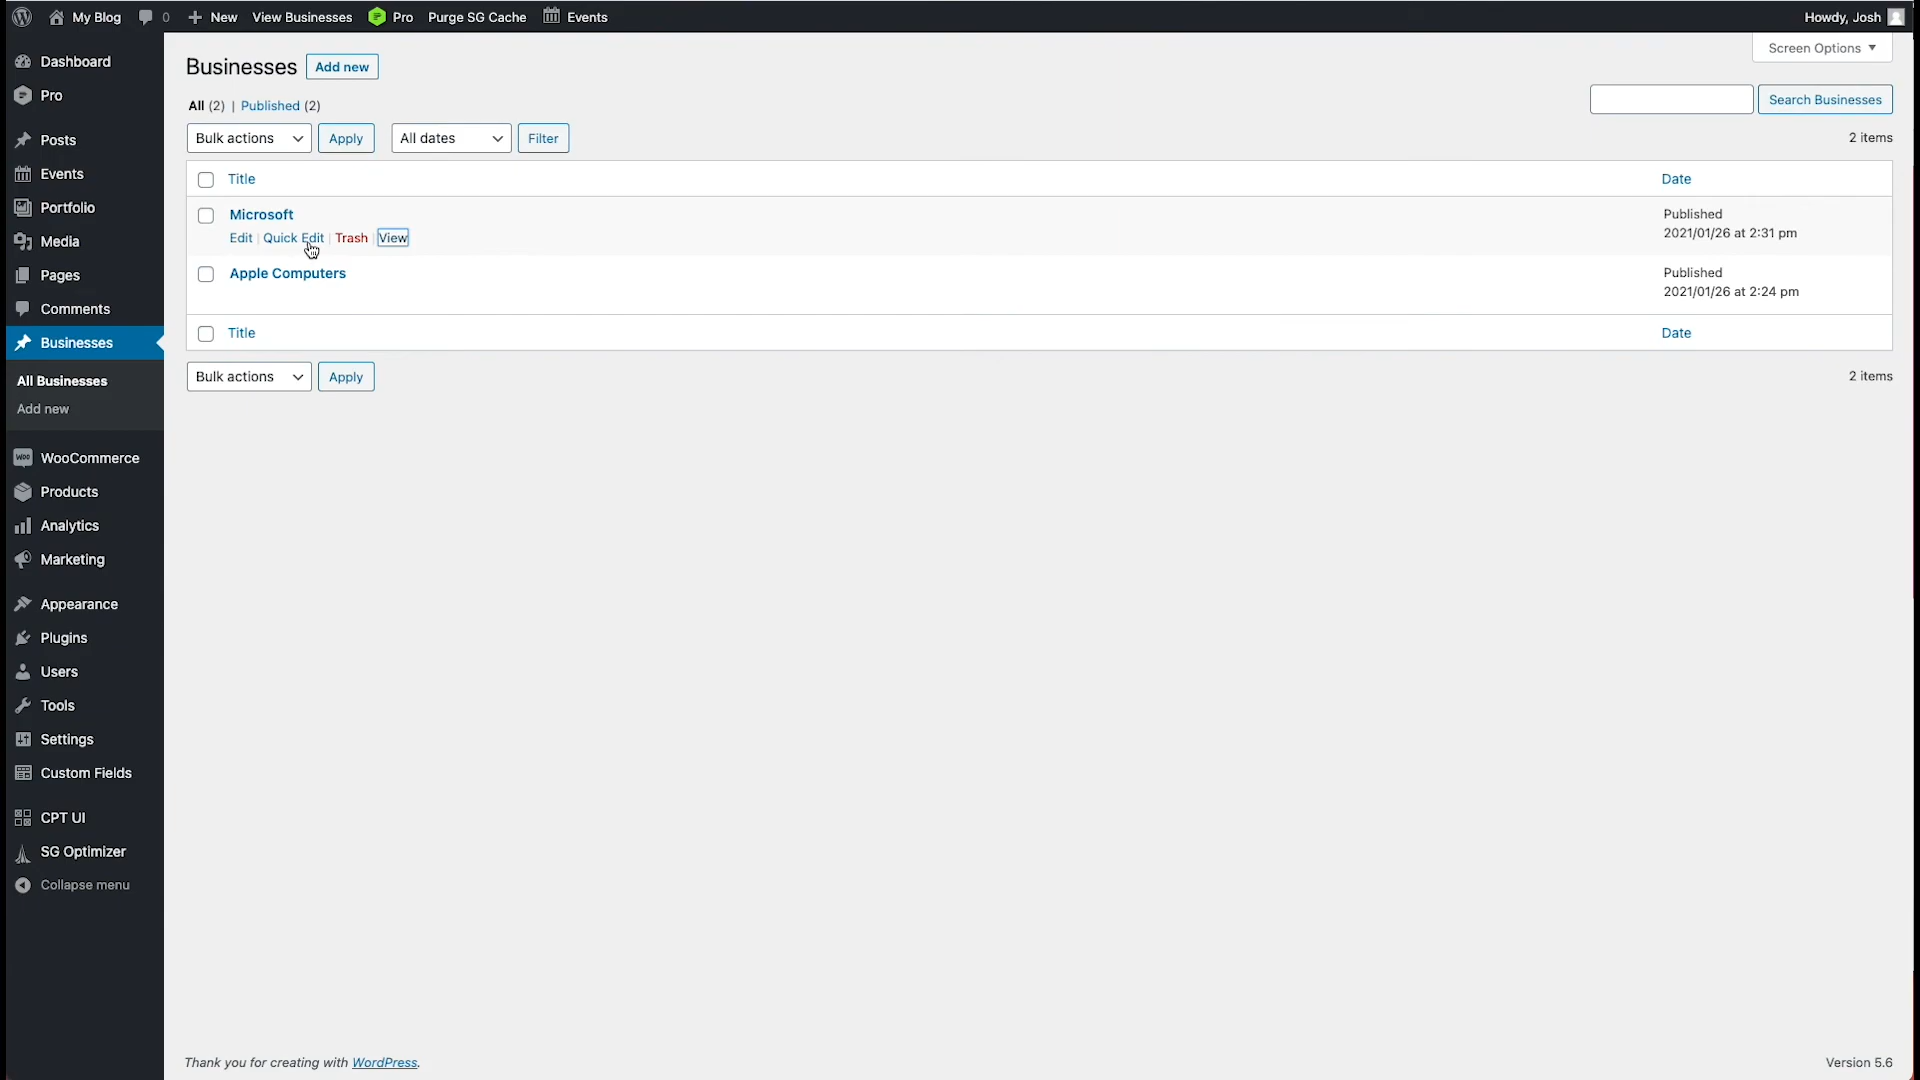 My Blog 0 New View Businesses Pro Purge SG Cache Events Howdy, Josh
Screen Options
Dashboard
Pro
Posts
Events
Portfolio
Media
Pages
Comments
Businesses
All Businesses
Add new
WOO WooCommerce
Products
Analytics
Marketing
Appearance
Plugins
Users
Tools
Settings
Custom Fields
CPT UI
SG Optimizer
Collapse menu
Businesses Add new
All (2) | Published (2)
Search Businesses
Bulk actions Apply All dates Filter 2 items
Title Date
Microsoft Published
2021/01/26 at 2:31 pm
Edit | Quick Edit | Trash | View
Apple Computers Published
2021/01/26 at 2:24 pm
Title Date
Bulk actions Apply 2 items
Thank you for creating with WordPress. Version 5.6